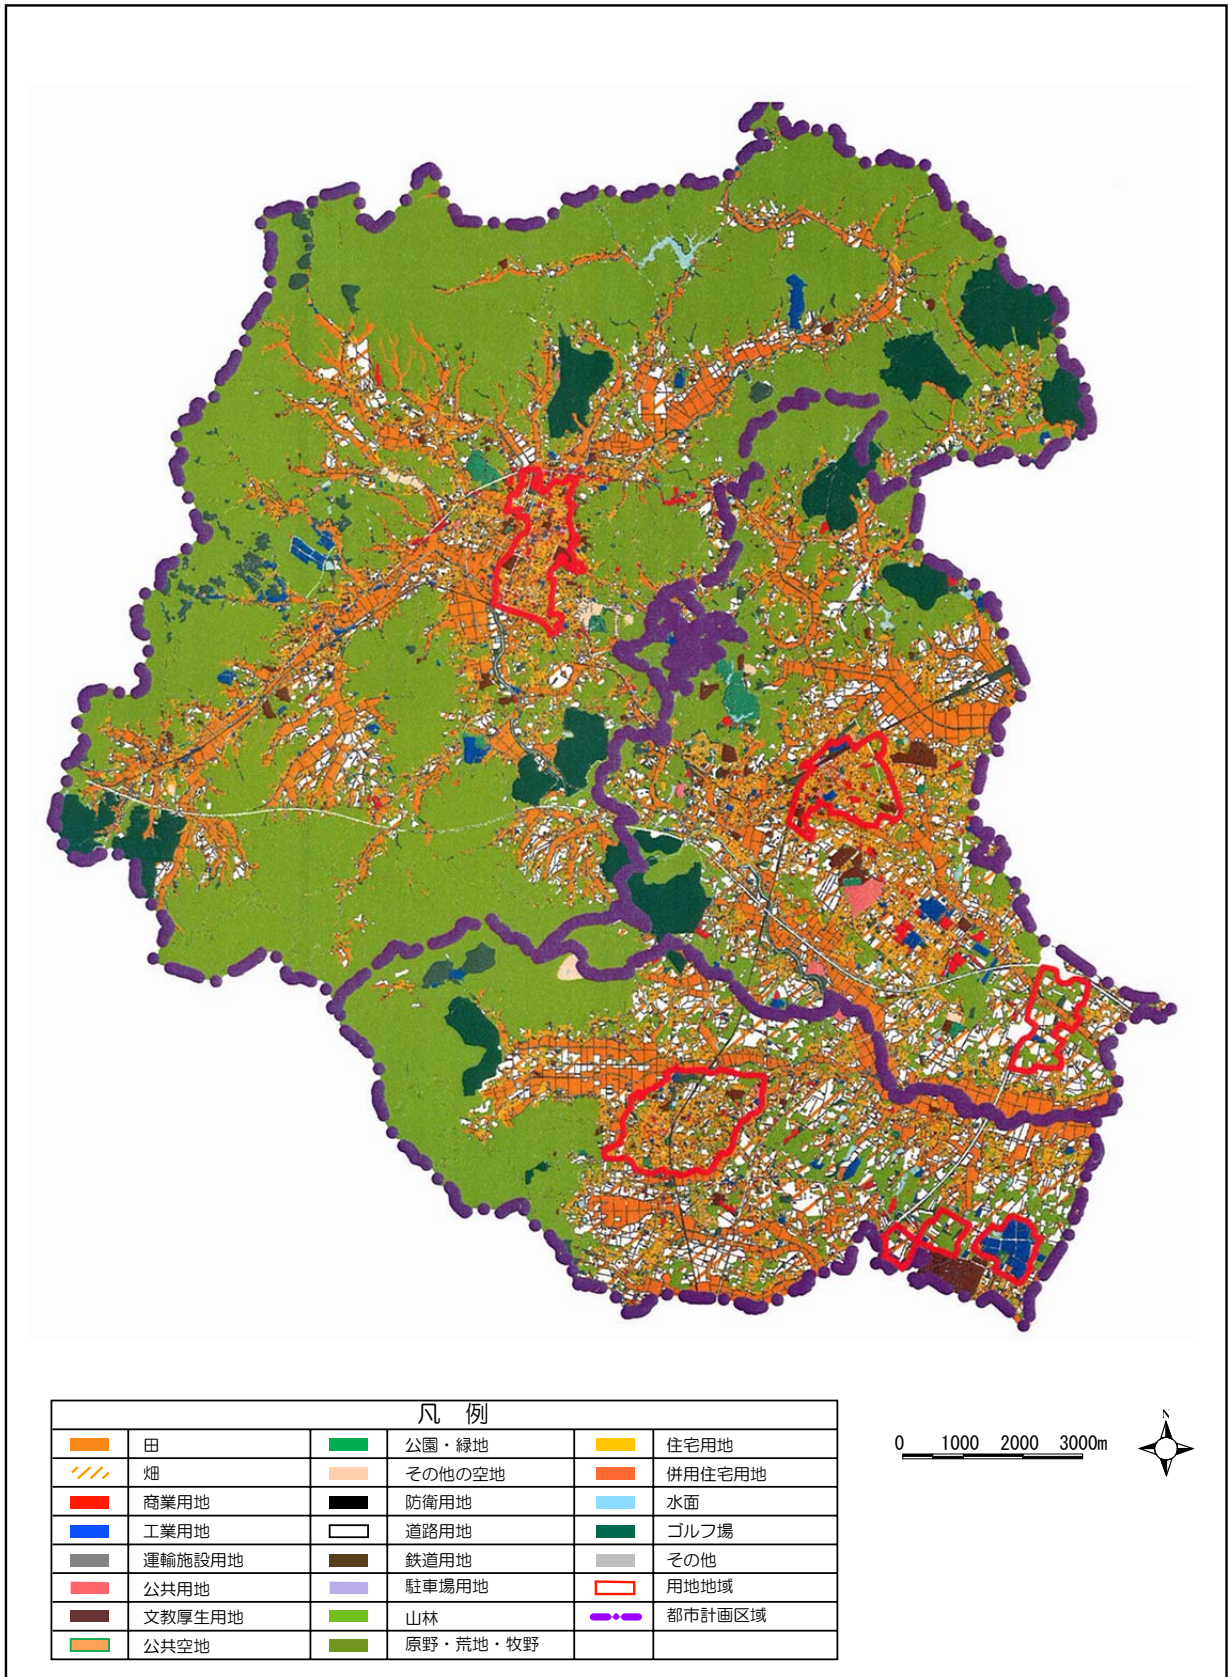 凡 例
田
公園・緑地
住宅用地
畑
その他の空地
併用住宅用地
商業用地
防衛用地
水面
工業用地
道路用地
ゴルフ場
運輸施設用地
鉄道用地
その他
公共用地
駐車場用地
用地地域
文教厚生用地
山林
都市計画区域
公共空地
原野・荒地・牧野
0 1000 2000 3000m
N